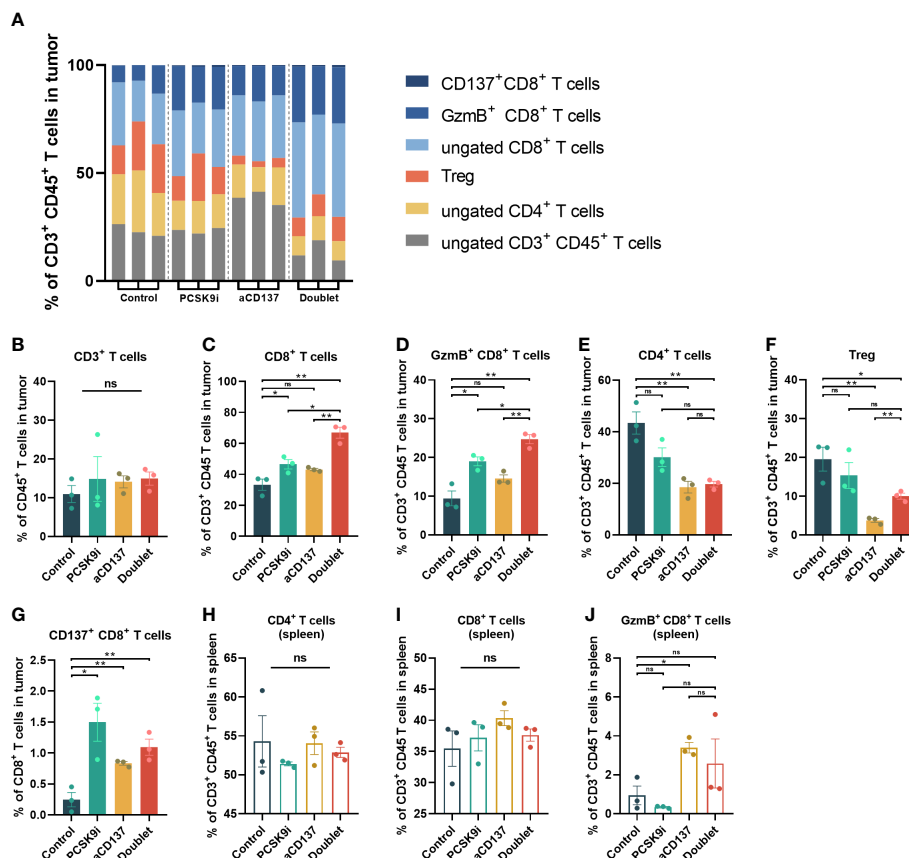 A
% of CD3⁺ CD45⁺ T cells in tumor
100
50
0
Control
PCSK9i
aCD137
Doublet
CD137⁺CD8⁺ T cells
GzmB⁺ CD8⁺ T cells
ungated CD8⁺ T cells
Treg
ungated CD4⁺ T cells
ungated CD3⁺ CD45⁺ T cells
B
CD3⁺ T cells
% of CD45⁺ T cells in tumor
40
30
20
10
0
ns
Control
PCSK9i
aCD137
Doublet
C
CD8⁺ T cells
% of CD3⁺ CD45 T cells in tumor
100
80
60
40
20
0
**
ns
*
*
**
Control
PCSK9i
aCD137
Doublet
D
GzmB⁺ CD8⁺ T cells
% of CD3⁺ CD45 T cells in tumor
40
30
20
10
0
**
ns
*
*
**
Control
PCSK9i
aCD137
Doublet
E
CD4⁺ T cells
% of CD3⁺ CD45⁺ T cells in tumor
60
40
20
0
**
**
ns
ns
ns
Control
PCSK9i
aCD137
Doublet
F
Treg
% of CD3⁺ CD45⁺ T cells in tumor
40
30
20
10
0
*
**
ns
ns
**
Control
PCSK9i
aCD137
Doublet
G
CD137⁺ CD8⁺ T cells
% of CD8⁺ T cells in tumor
2.5
2.0
1.5
1.0
0.5
0.0
**
**
*
Control
PCSK9i
aCD137
Doublet
H
CD4⁺ T cells
(spleen)
% of CD3⁺ CD45⁺ T cells in spleen
65
60
55
50
45
ns
Control
PCSK9i
aCD137
Doublet
I
CD8⁺ T cells
(spleen)
% of CD3⁺ CD45 T cells in spleen
50
45
40
35
30
25
ns
Control
PCSK9i
aCD137
Doublet
J
GzmB⁺ CD8⁺ T cells
(spleen)
% of CD3⁺ CD45 T cells in spleen
8
6
4
2
0
ns
*
ns
ns
ns
Control
PCSK9i
aCD137
Doublet